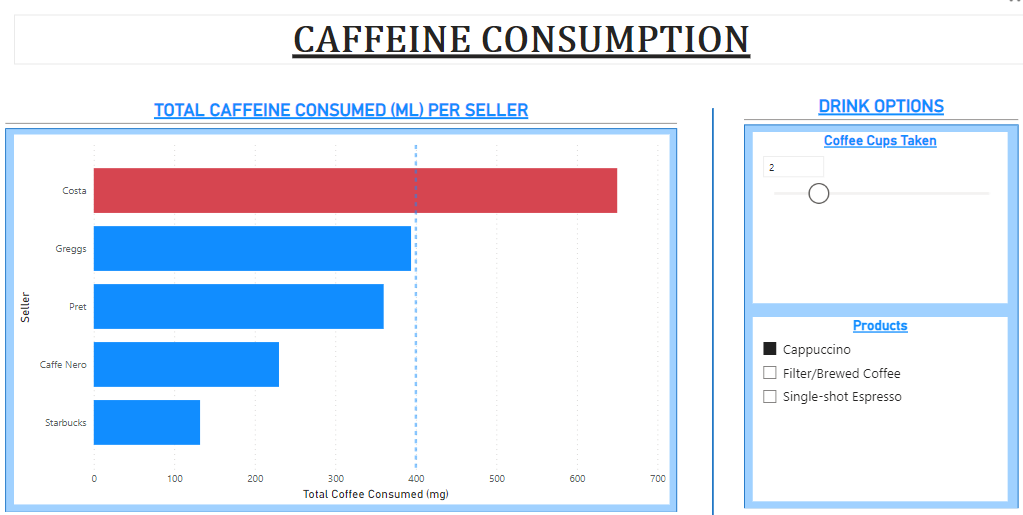 CAFFEINE CONSUMPTION
TOTAL CAFFEINE CONSUMED (ML) PER SELLER
Seller
Costa
Greggs
Pret
Caffe Nero
Starbucks
0 100 200 300 400 500 600 700
Total Coffee Consumed (mg)
DRINK OPTIONS
Coffee Cups Taken
2
Products
Cappuccino
Filter/Brewed Coffee
Single-shot Espresso